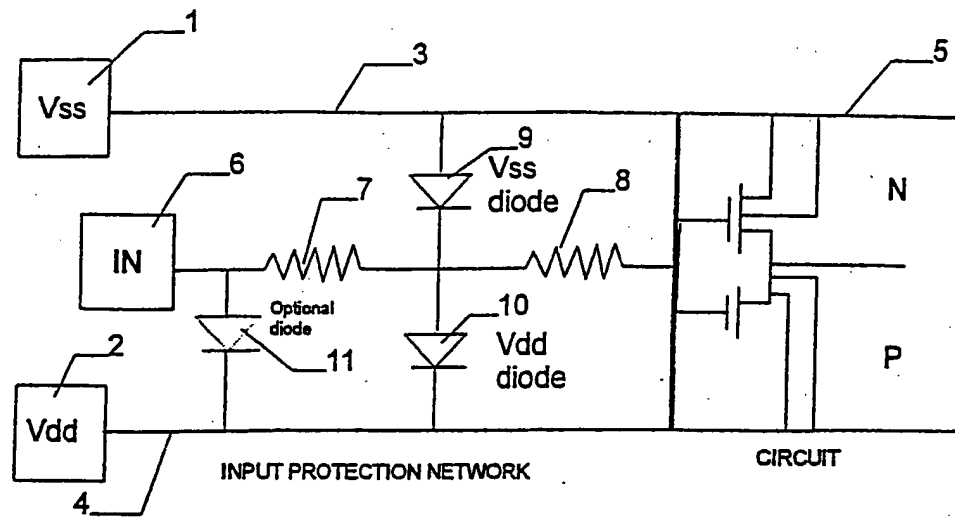 1
3
5
Vss
9
Vss
diode
6
7
8
N
IN
Optional
diode
11
10
Vdd
diode
2
P
Vdd
INPUT PROTECTION NETWORK
CIRCUIT
4